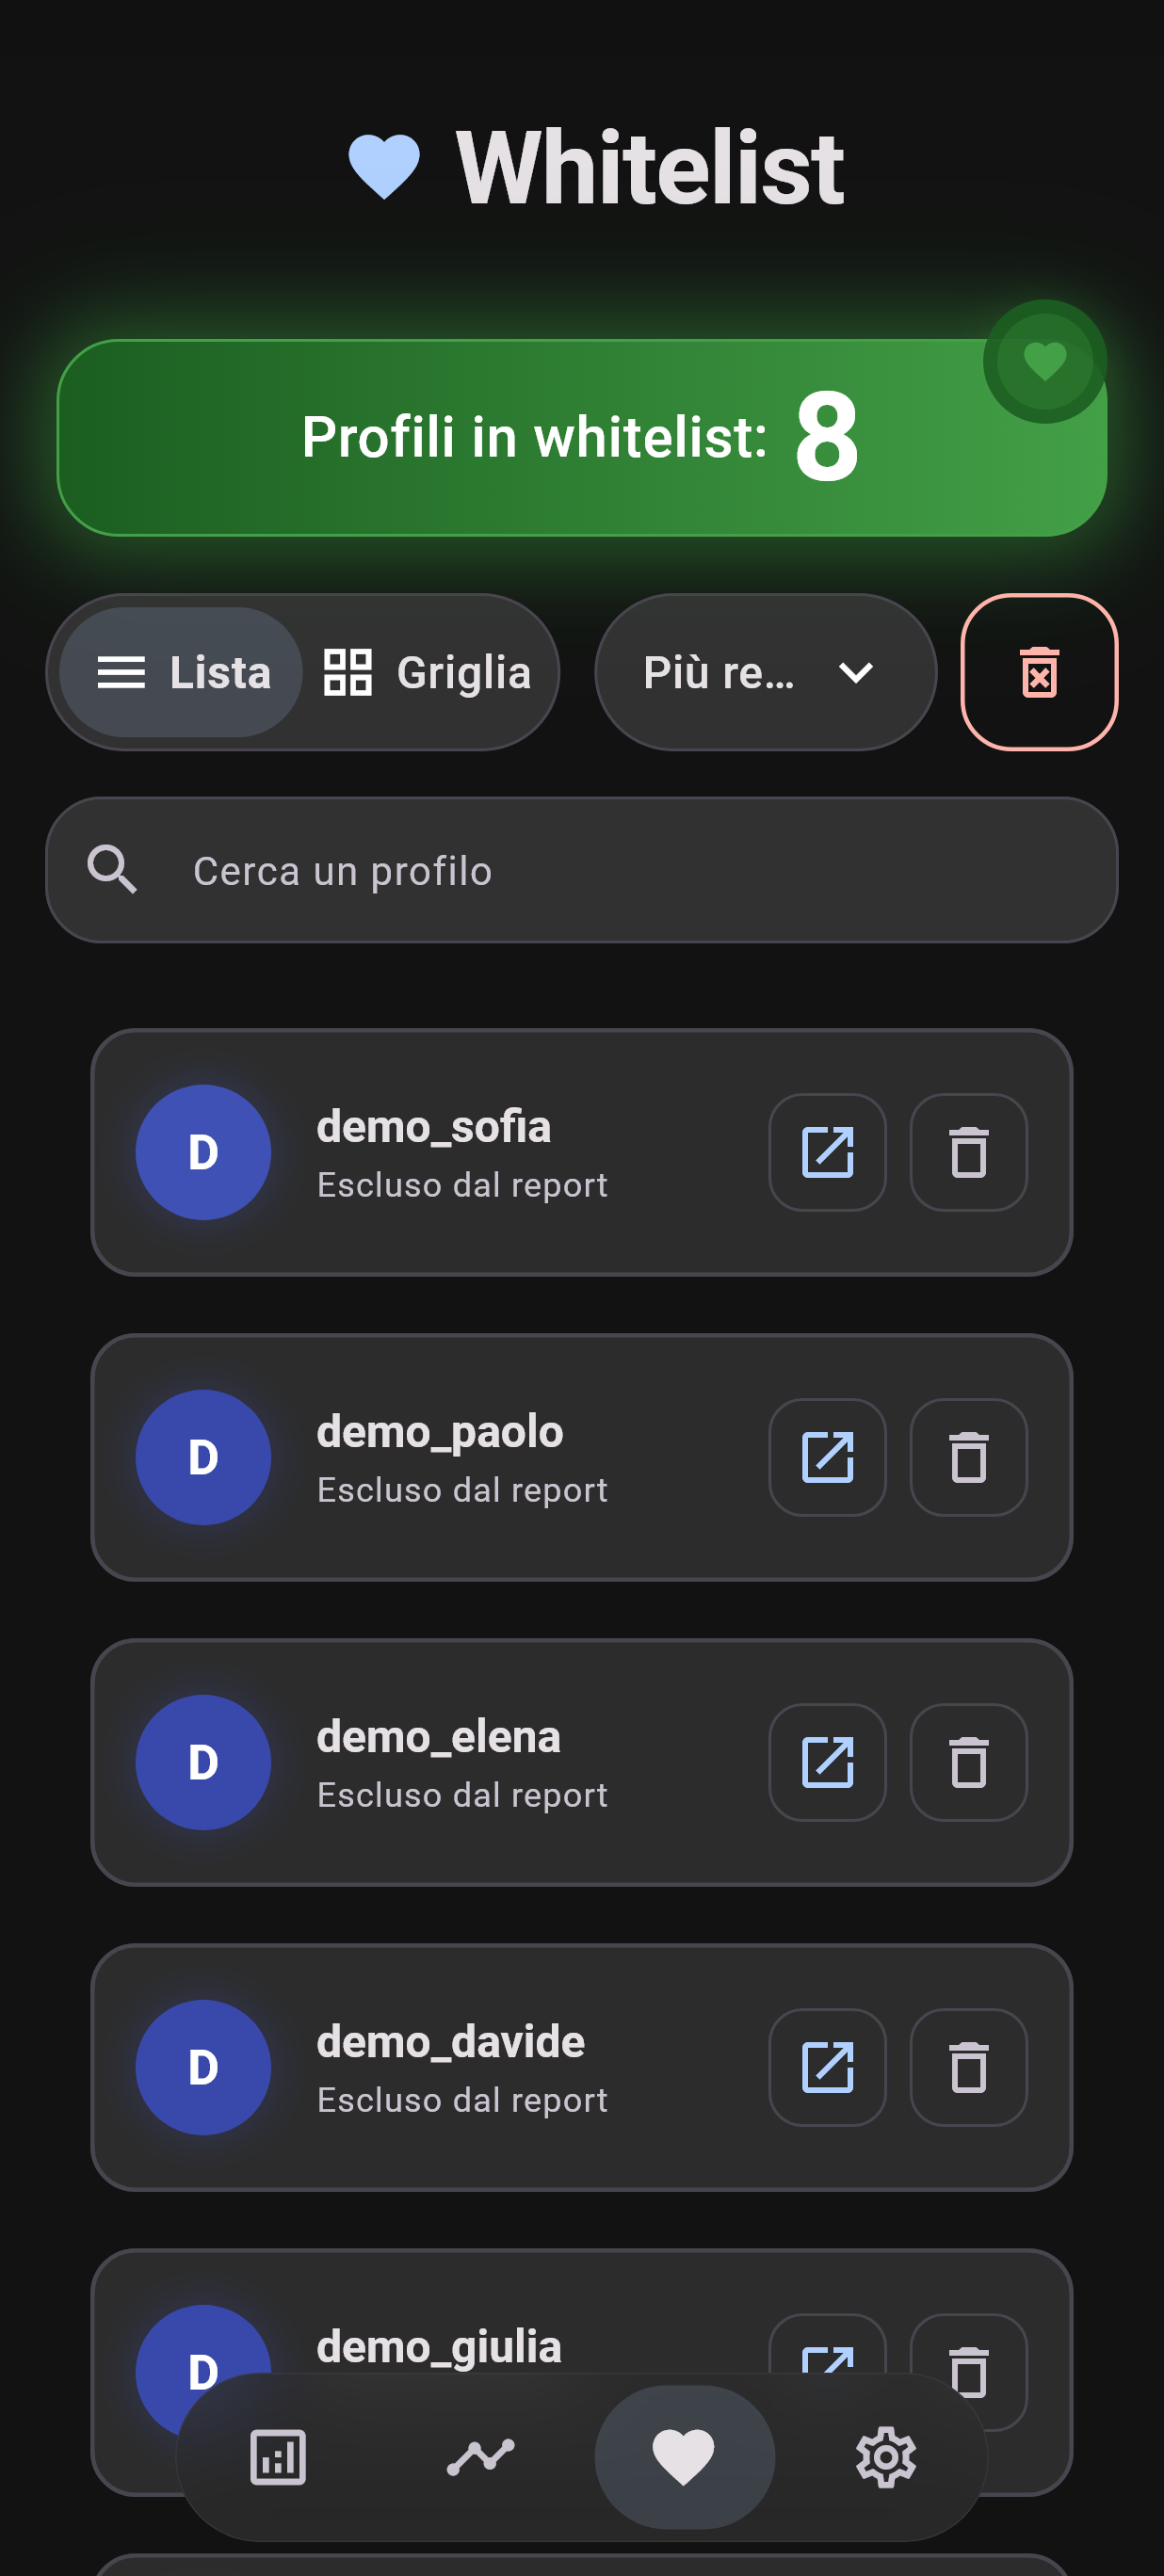 Whitelist
Profili in whitelist: 8
Lista
Griglia
Più re...
Cerca un profilo
D
demo_sofia
Escluso dal report
D
demo_paolo
Escluso dal report
D
demo_elena
Escluso dal report
D
demo_davide
Escluso dal report
D
demo_giulia